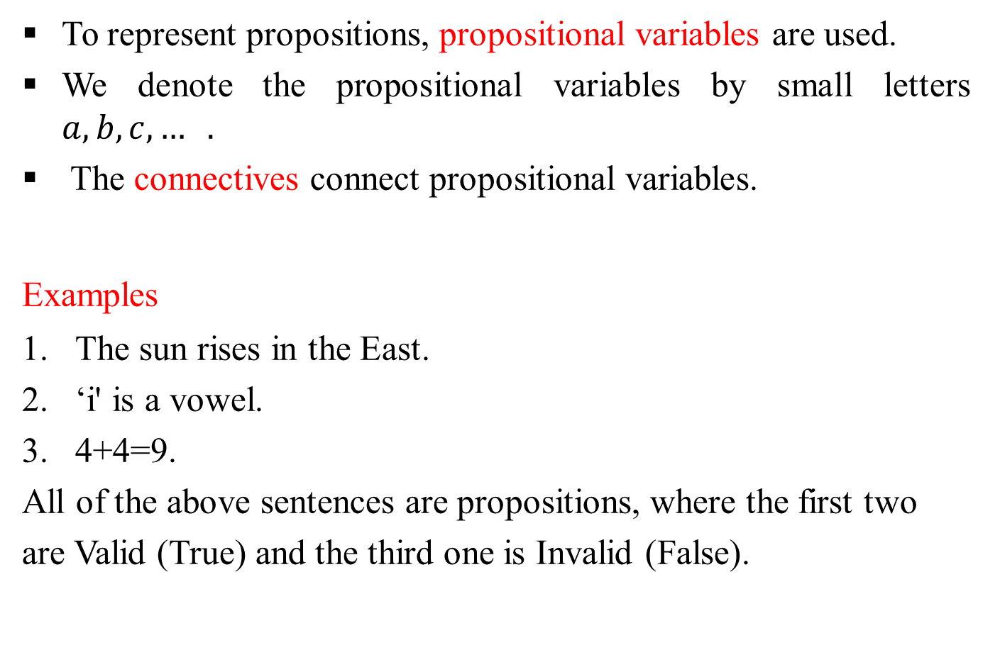 ▪ To represent propositions, propositional variables are used.
▪ We denote the propositional variables by small letters
a, b, c, … .
▪ The connectives connect propositional variables.
Examples
1. The sun rises in the East.
2. ‘i' is a vowel.
3. 4+4=9.
All of the above sentences are propositions, where the first two
are Valid (True) and the third one is Invalid (False).